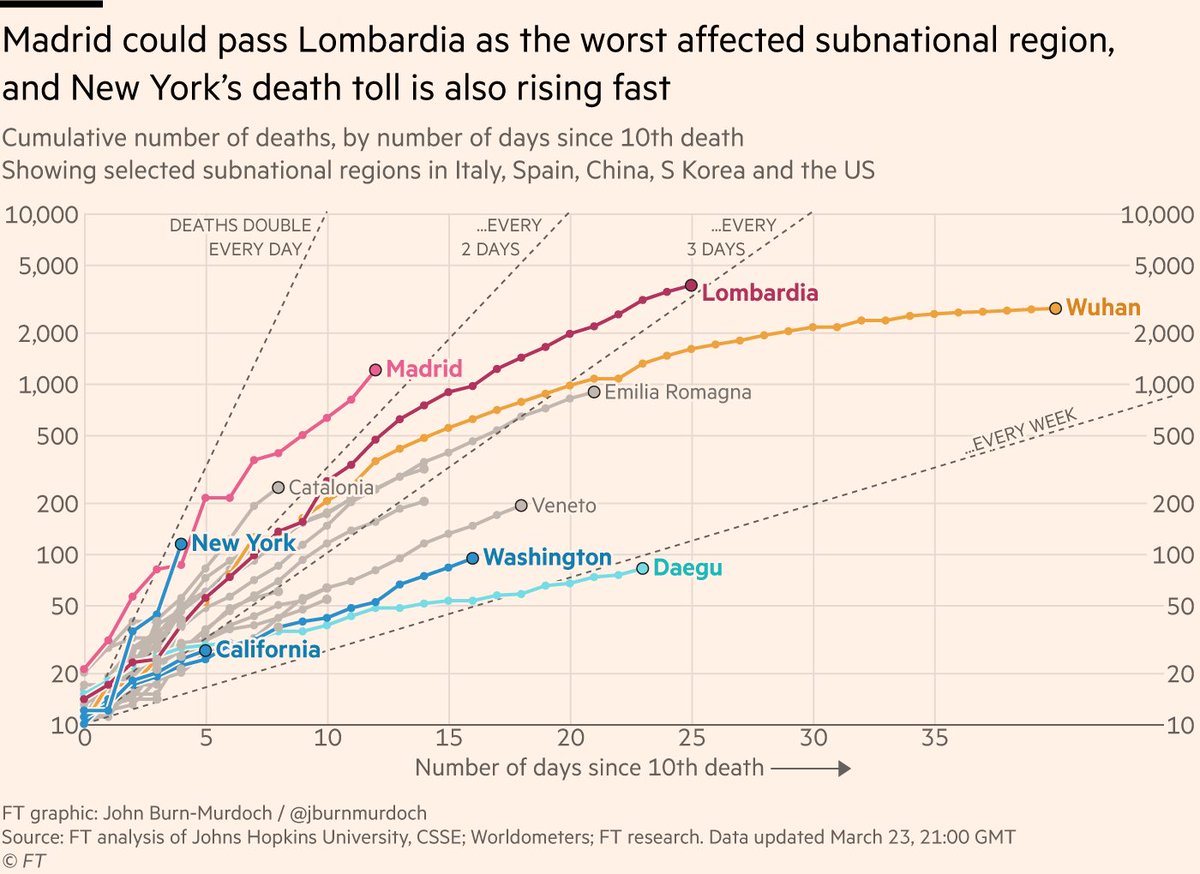 Madrid could pass Lombardia as the worst affected subnational region,
and New York's death toll is also rising fast
Cumulative number of deaths, by number of days since 10th death
Showing selected subnational regions in Italy, Spain, China, S Korea and the US
10,000
5,000
2,000
1,000
500
200
100
50
20
10
DEATHS DOUBLE
EVERY DAY
...EVERY
2 DAYS
...EVERY
3 DAYS
...EVERY WEEK
Lombardia
Wuhan
Madrid
Emilia Romagna
Catalonia
Veneto
New York
Washington
Daegu
California
10,000
5,000
2,000
1,000
500
200
100
50
20
10
0 5 10 15 20 25 30 35
Number of days since 10th death
FT graphic: John Burn-Murdoch / @jburnmurdoch
Source: FT analysis of Johns Hopkins University, CSSE; Worldometers; FT research. Data updated March 23, 21:00 GMT
© FT